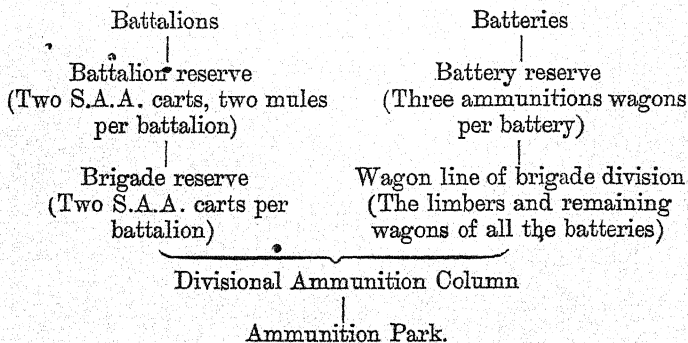 Battalions
Batteries
Battalion reserve
(Two S.A.A. carts, two mules
per battalion)
Battery reserve
(Three ammunitions wagons
per battery)
Brigade reserve
(Two S.A.A. carts per
battalion)
Wagon line of brigade division
(The limbers and remaining
wagons of all the batteries)
Divisional Ammunition Column
Ammunition Park.